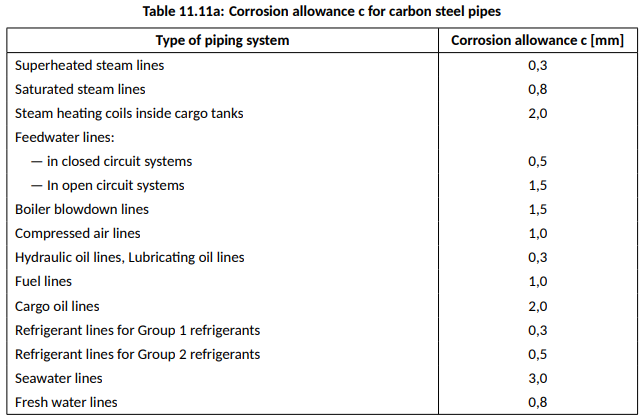 Table 11.11a: Corrosion allowance c for carbon steel pipes
Type of piping system Corrosion allowance c [mm]
Superheated steam lines 0,3
Saturated steam lines 0,8
Steam heating coils inside cargo tanks 2,0
Feedwater lines:
— in closed circuit systems 0,5
— In open circuit systems 1,5
Boiler blowdown lines 1,5
Compressed air lines 1,0
Hydraulic oil lines, Lubricating oil lines 0,3
Fuel lines 1,0
Cargo oil lines 2,0
Refrigerant lines for Group 1 refrigerants 0,3
Refrigerant lines for Group 2 refrigerants 0,5
Seawater lines 3,0
Fresh water lines 0,8